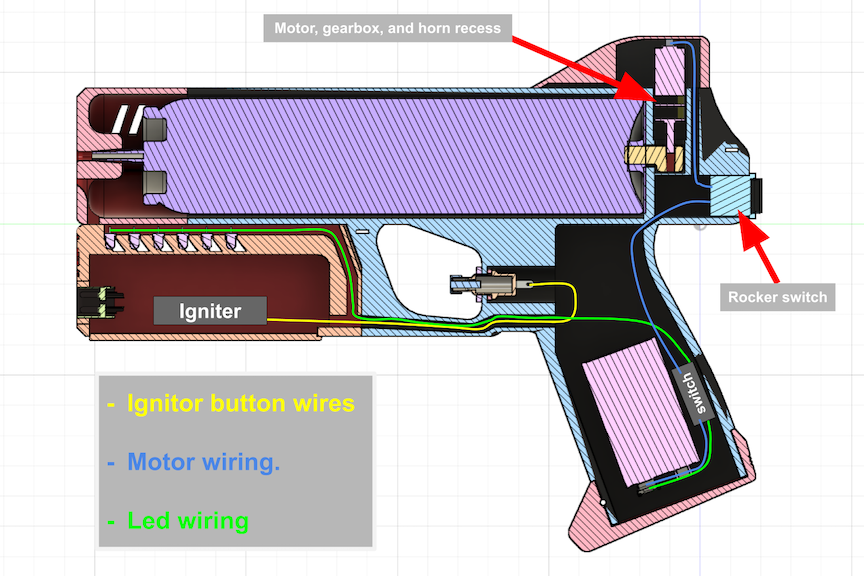 Motor, gearbox, and horn recess
Rocker switch
Igniter
switch
- Ignitor button wires
- Motor wiring.
- Led wiring